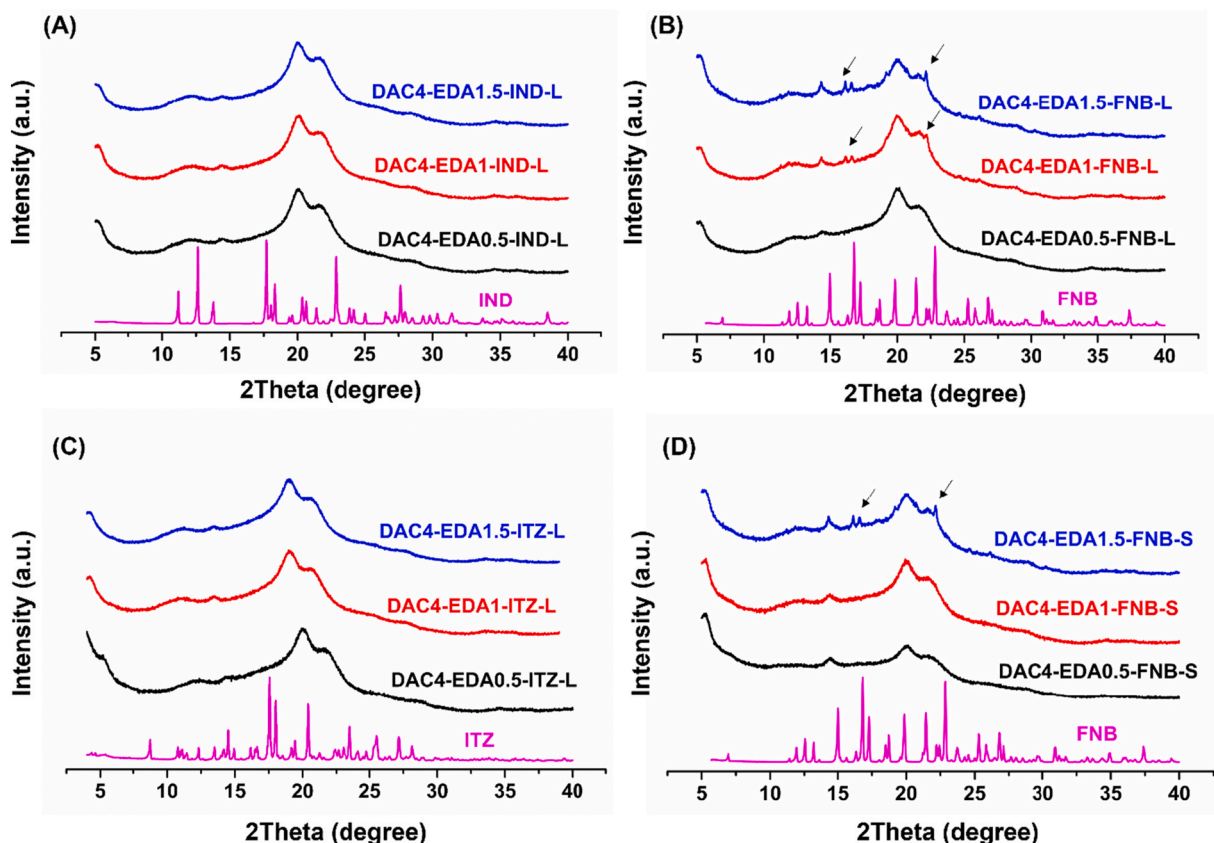 (A)
Intensity (a.u.)
DAC4-EDA1.5-IND-L
DAC4-EDA1-IND-L
DAC4-EDA0.5-IND-L
IND
5 10 15 20 25 30 35 40
2Theta (degree)
(B)
Intensity (a.u.)
DAC4-EDA1.5-FNB-L
DAC4-EDA1-FNB-L
DAC4-EDA0.5-FNB-L
FNB
5 10 15 20 25 30 35 40
2Theta (degree)
(C)
Intensity (a.u.)
DAC4-EDA1.5-ITZ-L
DAC4-EDA1-ITZ-L
DAC4-EDA0.5-ITZ-L
ITZ
5 10 15 20 25 30 35 40
2Theta (degree)
(D)
Intensity (a.u.)
DAC4-EDA1.5-FNB-S
DAC4-EDA1-FNB-S
DAC4-EDA0.5-FNB-S
FNB
5 10 15 20 25 30 35 40
2Theta (degree)